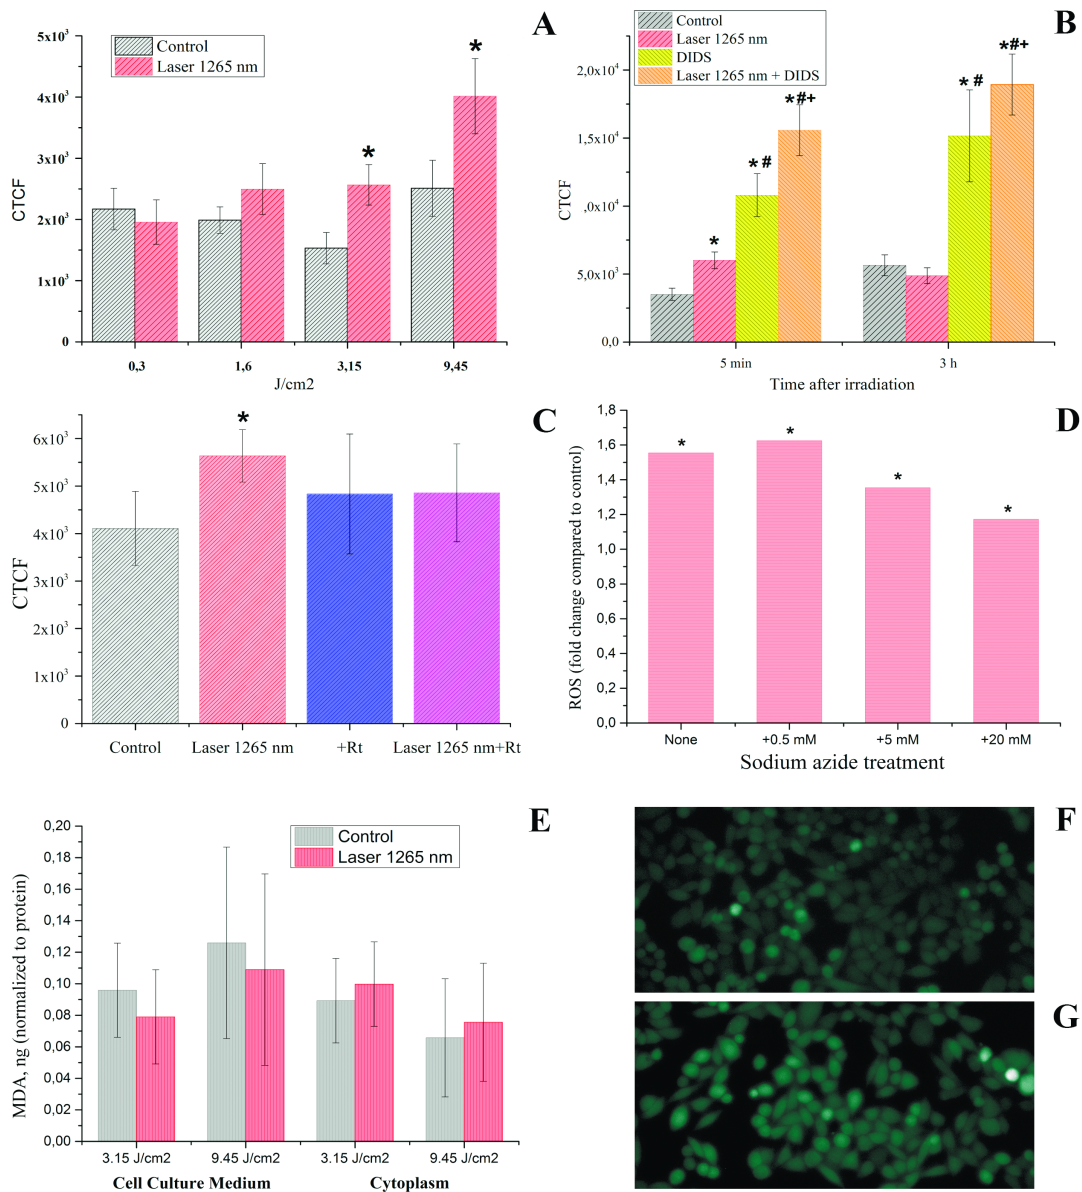 A
Control
Laser 1265 nm
5x10³
4x10³
3x10³
2x10³
1x10³
0
CTCF
*
*
0,3 1,6 3,15 9,45
J/cm2
B
Control
Laser 1265 nm
DIDS
Laser 1265 nm + DIDS
2,0x10⁴
1,5x10⁴
,0x10⁴
5,0x10³
0,0
CTCF
*
*#
*#+
*#
*#+
5 min 3 h
Time after irradiation
C
6x10³
5x10³
4x10³
3x10³
2x10³
1x10³
0
CTCF
*
Control Laser 1265 nm +Rt Laser 1265 nm+Rt
D
1,8
1,6
1,4
1,2
1,0
0,8
0,6
0,4
0,2
0,0
ROS (fold change compared to control)
*
*
*
*
None +0.5 mM +5 mM +20 mM
Sodium azide treatment
E
Control
Laser 1265 nm
0,20
0,18
0,16
0,14
0,12
0,10
0,08
0,06
0,04
0,02
0,00
MDA, ng (normalized to protein)
3.15 J/cm2 9.45 J/cm2 3.15 J/cm2 9.45 J/cm2
Cell Culture Medium Cytoplasm
F
G